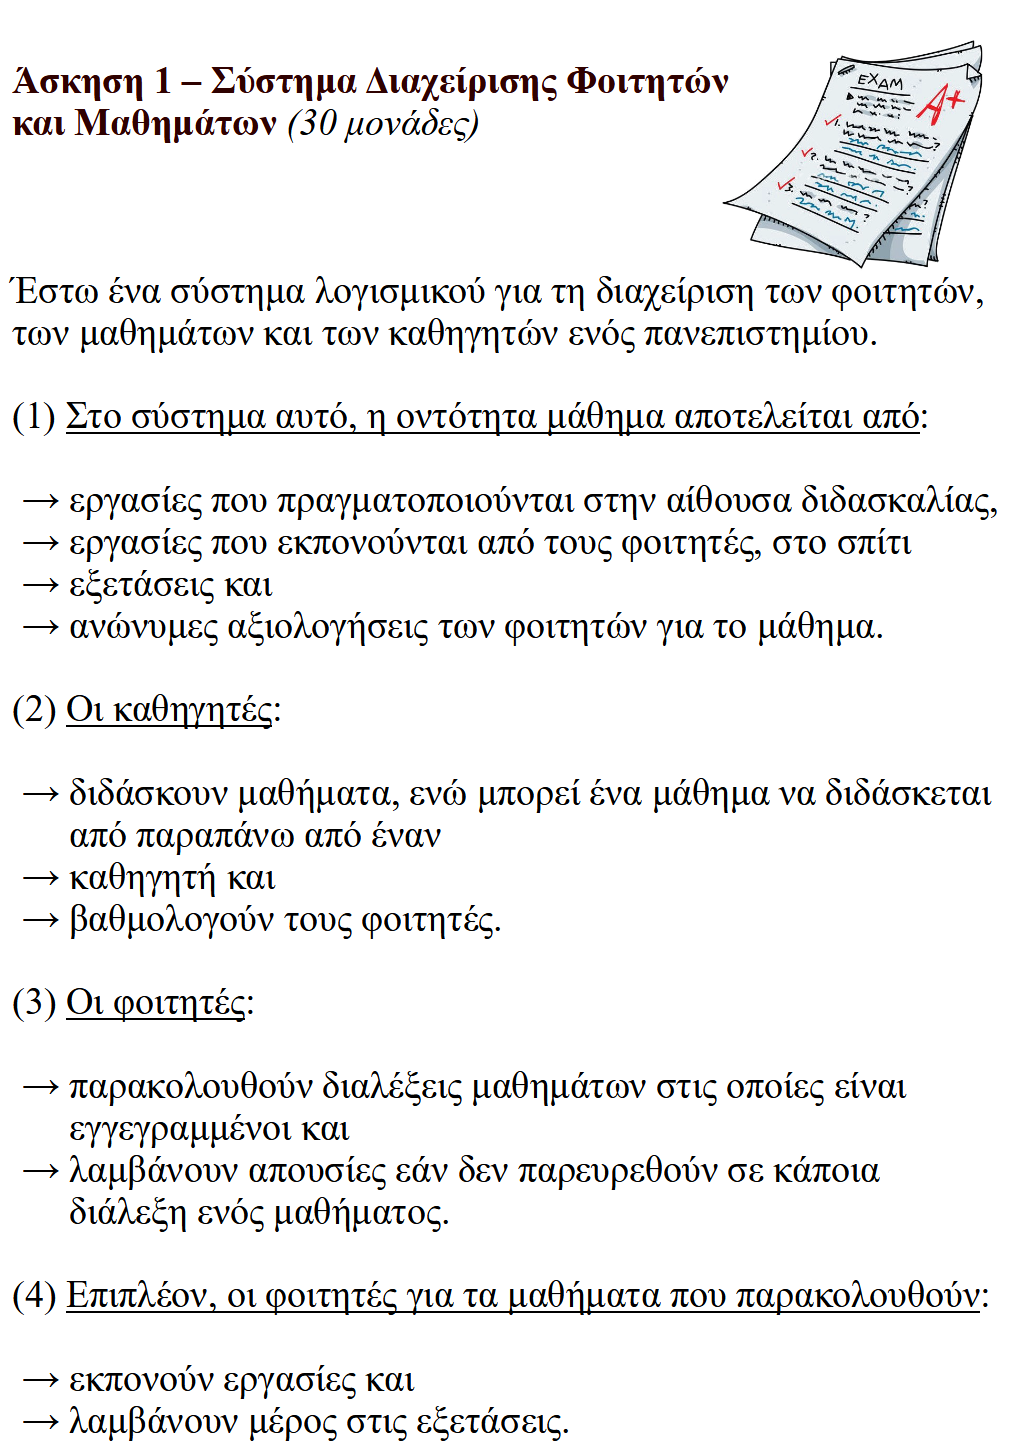 Άσκηση 1 – Σύστημα Διαχείρισης Φοιτητών
και Μαθημάτων (30 μονάδες)
EXAM
A+
1.
2.
3.
Έστω ένα σύστημα λογισμικού για τη διαχείριση των φοιτητών,
των μαθημάτων και των καθηγητών ενός πανεπιστημίου.
(1) Στο σύστημα αυτό, η οντότητα μάθημα αποτελείται από:
→ εργασίες που πραγματοποιούνται στην αίθουσα διδασκαλίας,
→ εργασίες που εκπονούνται από τους φοιτητές, στο σπίτι
→ εξετάσεις και
→ ανώνυμες αξιολογήσεις των φοιτητών για το μάθημα.
(2) Οι καθηγητές:
→ διδάσκουν μαθήματα, ενώ μπορεί ένα μάθημα να διδάσκεται
από παραπάνω από έναν
→ καθηγητή και
→ βαθμολογούν τους φοιτητές.
(3) Οι φοιτητές:
→ παρακολουθούν διαλέξεις μαθημάτων στις οποίες είναι
εγγεγραμμένοι και
→ λαμβάνουν απουσίες εάν δεν παρευρεθούν σε κάποια
διάλεξη ενός μαθήματος.
(4) Επιπλέον, οι φοιτητές για τα μαθήματα που παρακολουθούν:
→ εκπονούν εργασίες και
→ λαμβάνουν μέρος στις εξετάσεις.